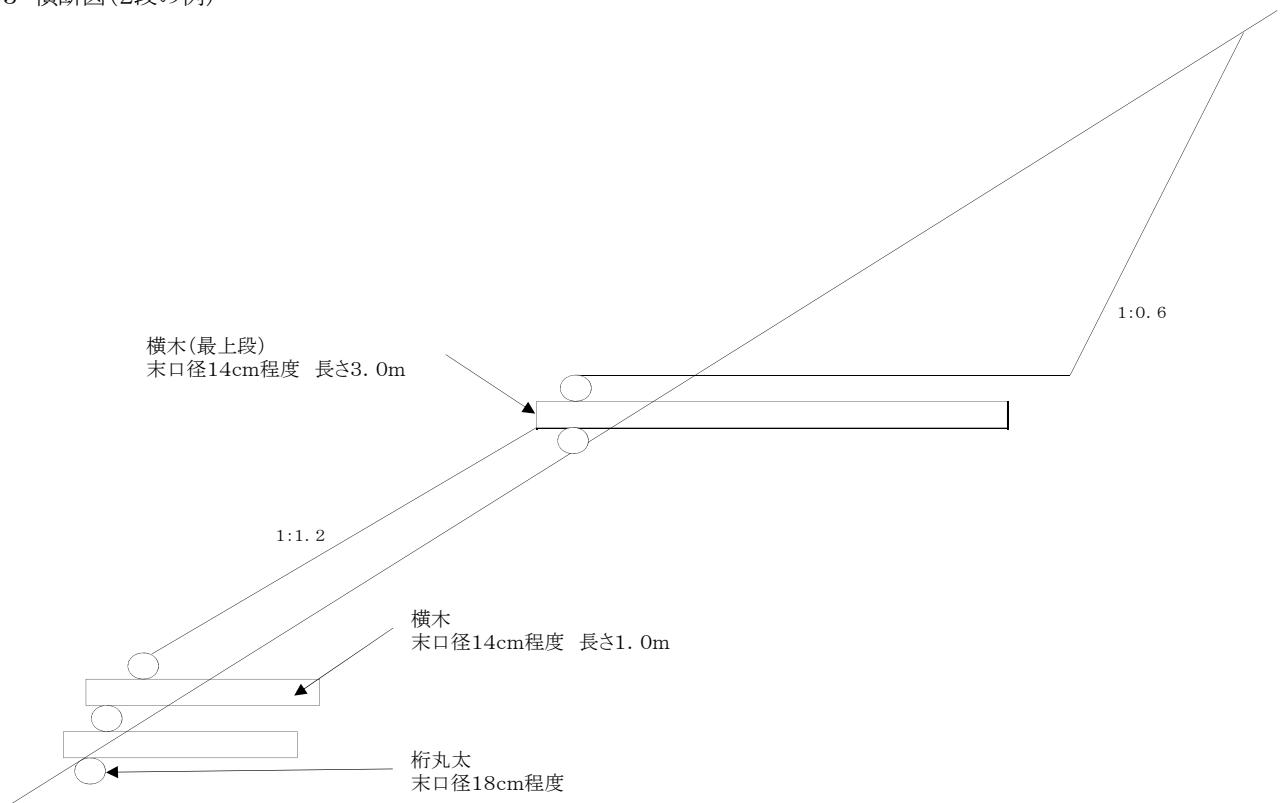 横断図(2段の例)
1:0.6
横木(最上段)
末口径14cm程度 長さ3.0m
1:1.2
横木
末口径14cm程度 長さ1.0m
桁丸太
末口径18cm程度